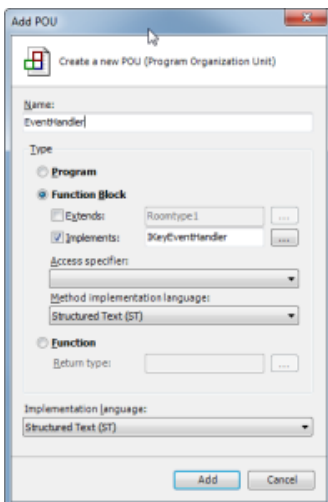 Add POU
Create a new POU (Program Organization Unit)
Name:
EventHandler
Type
Program
Function Block
Extends:
Roomtype1
...
Implements:
IKeyEventHandler
...
Access specifier:
Method implementation language:
Structured Text (ST)
Function
Return type:
...
Implementation language:
Structured Text (ST)
Add
Cancel